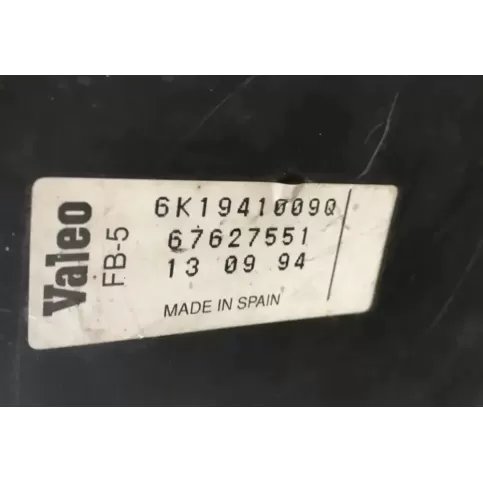 Valeo
FB-5
6K1941009Q
67627551
13 09 94
MADE IN SPAIN